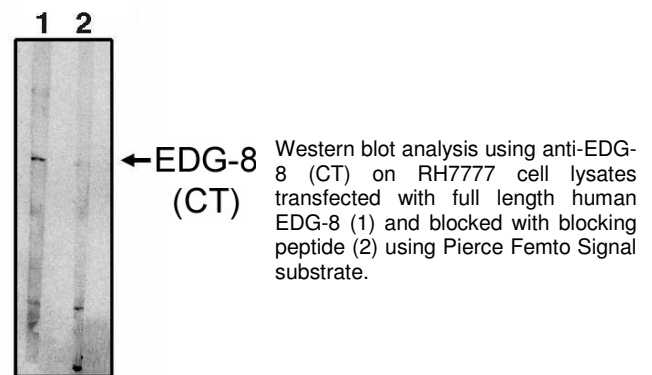 1 2
EDG-8
(CT)
Western blot analysis using anti-EDG-
8 (CT) on RH7777 cell lysates
transfected with full length human
EDG-8 (1) and blocked with blocking
peptide (2) using Pierce Femto Signal
substrate.